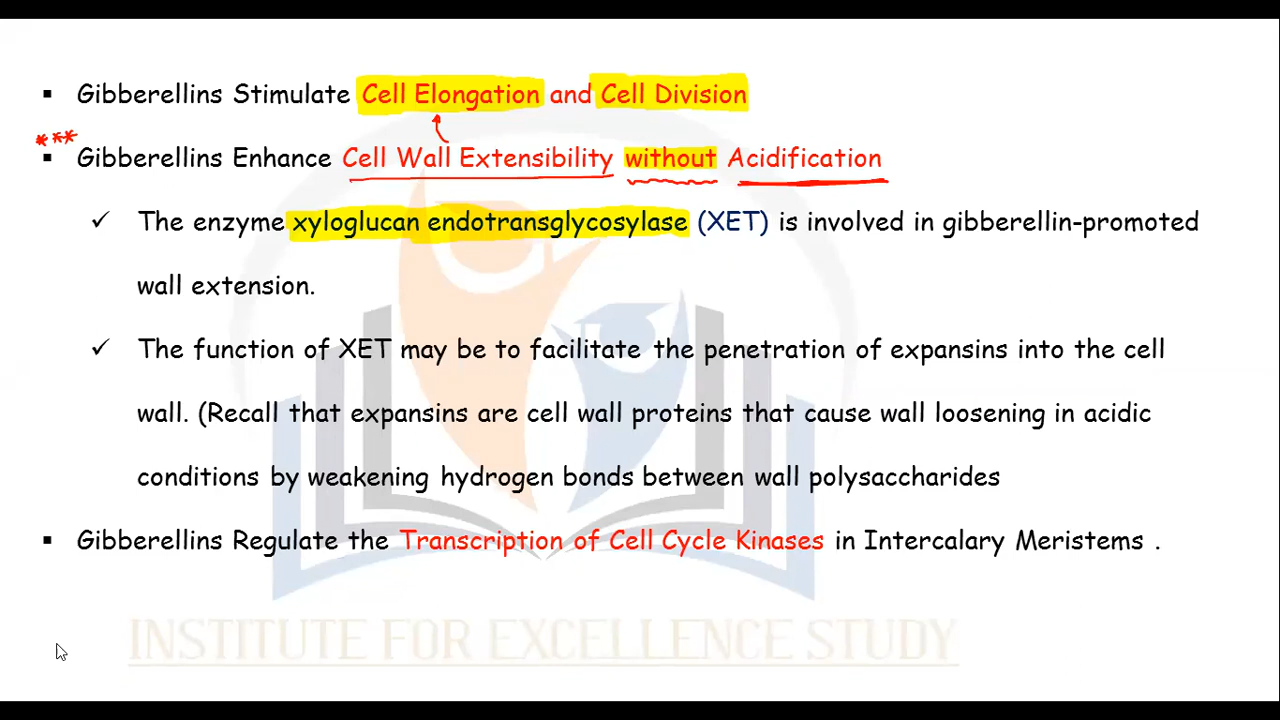 ▪ Gibberellins Stimulate Cell Elongation and Cell Division
***
▪ Gibberellins Enhance Cell Wall Extensibility without Acidification
✓ The enzyme xyloglucan endotransglycosylase (XET) is involved in gibberellin-promoted
wall extension.
✓ The function of XET may be to facilitate the penetration of expansins into the cell
wall. (Recall that expansins are cell wall proteins that cause wall loosening in acidic
conditions by weakening hydrogen bonds between wall polysaccharides
▪ Gibberellins Regulate the Transcription of Cell Cycle Kinases in Intercalary Meristems .
INSTITUTE FOR EXCELLENCE STUDY